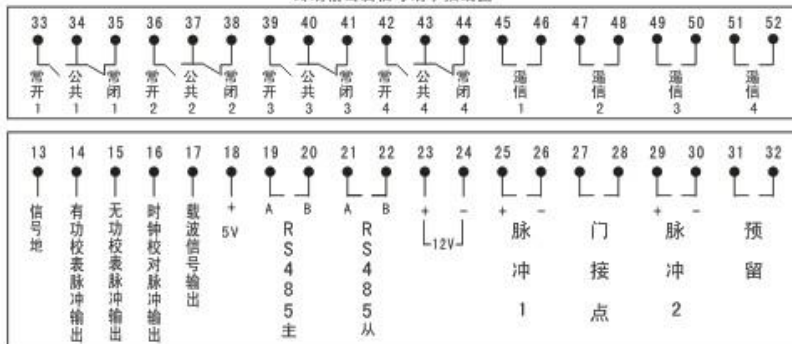 33 34 35 36 37 38 39 40 41 42 43 44 45 46 47 48 49 50 51 52
常开1 公共1 常闭1 常开2 公共2 常闭2 常开3 公共3 常闭3 常开4 公共4 常闭4 遥信1 遥信2 遥信3 遥信4
13 14 15 16 17 18 19 20 21 22 23 24 25 26 27 28 29 30 31 32
信号地
有功校表脉冲输出
无功校表脉冲输出
时钟校对脉冲输出
载波信号输出
+
5V
A B
RS485主
A B
RS485从
+ -
12V
+ -
脉冲1
门接点
+ -
脉冲2
预留